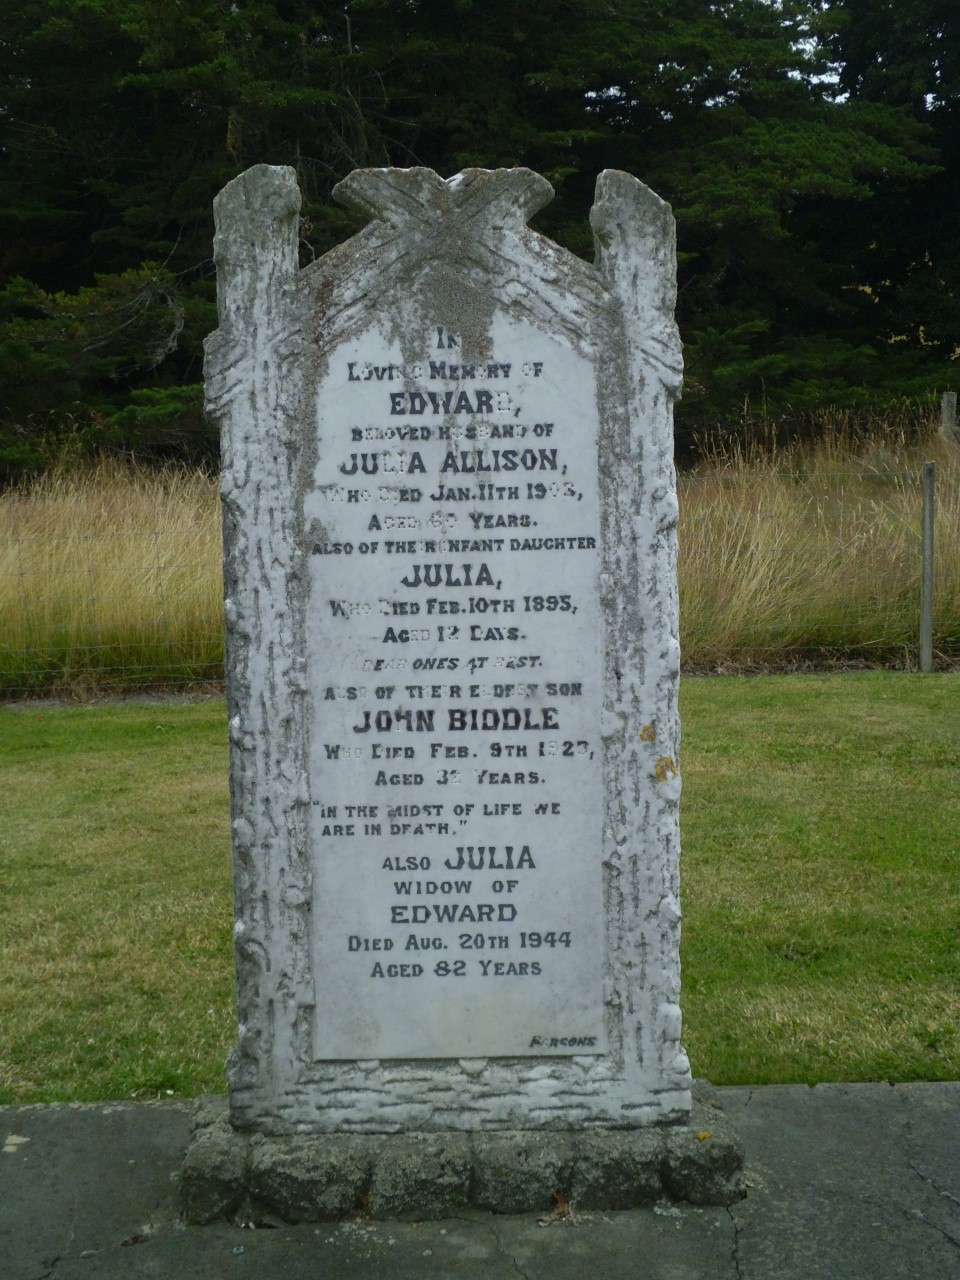 IN
LOVING MEMORY OF
EDWARD,
BELOVED HUSBAND OF
JULIA ALLISON,
WHO DIED JAN. 11TH
AGED YEARS.
ALSO OF THEIR INFANT DAUGHTER
JULIA,
WHO DIED FEB. 10TH 1895,
AGED 12 DAYS.
DEAR ONES AT REST.
ALSO OF THEIR ELDEST SON
JOHN BIDDLE
WHO DIED FEB. 9TH 1923,
AGED YEARS.
"IN THE MIDST OF LIFE WE
ARE IN DEATH."
ALSO JULIA
WIDOW OF
EDWARD
DIED AUG. 20TH 1944
AGED 82 YEARS
PARSONS